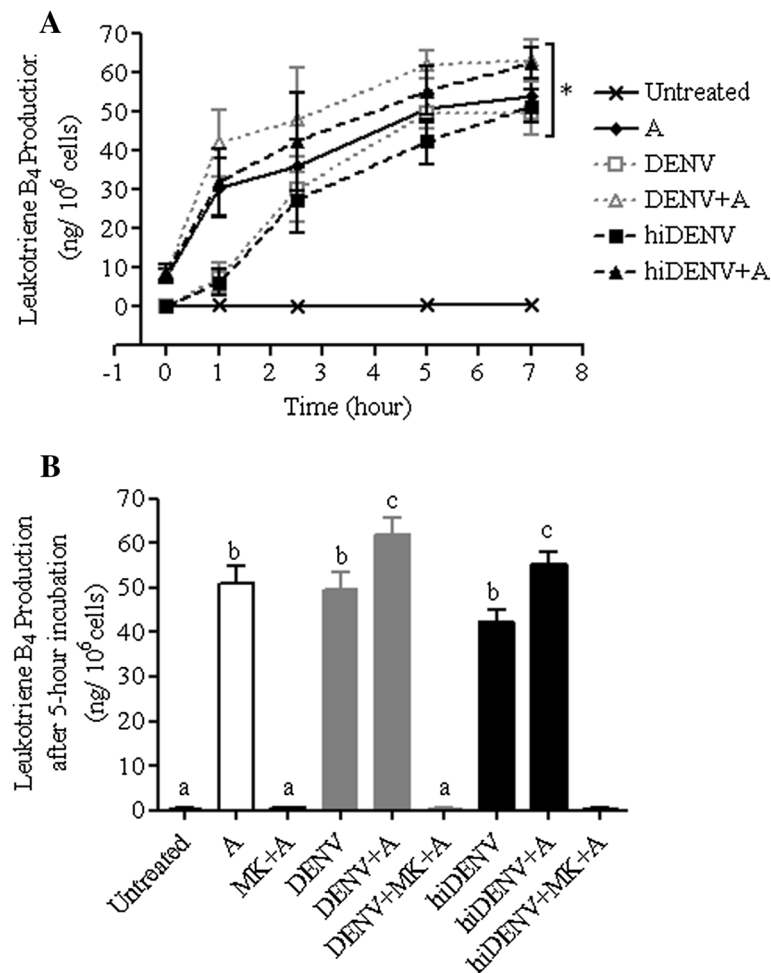 A
Leukotriene B4 Production
(ng/ 10^6 cells)
70
60
50
40
30
20
10
0
-1 0 1 2 3 4 5 6 7 8
Time (hour)
*
Untreated
A
DENV
DENV+A
hiDENV
hiDENV+A
B
Leukotriene B4 Production
after 5-hour incubation
(ng/ 10^6 cells)
70
60
50
40
30
20
10
0
a b a b c a b c
Untreated
A
MK+A
DENV
DENV+A
DENV+MK+A
hiDENV
hiDENV+A
hiDENV+MK+A